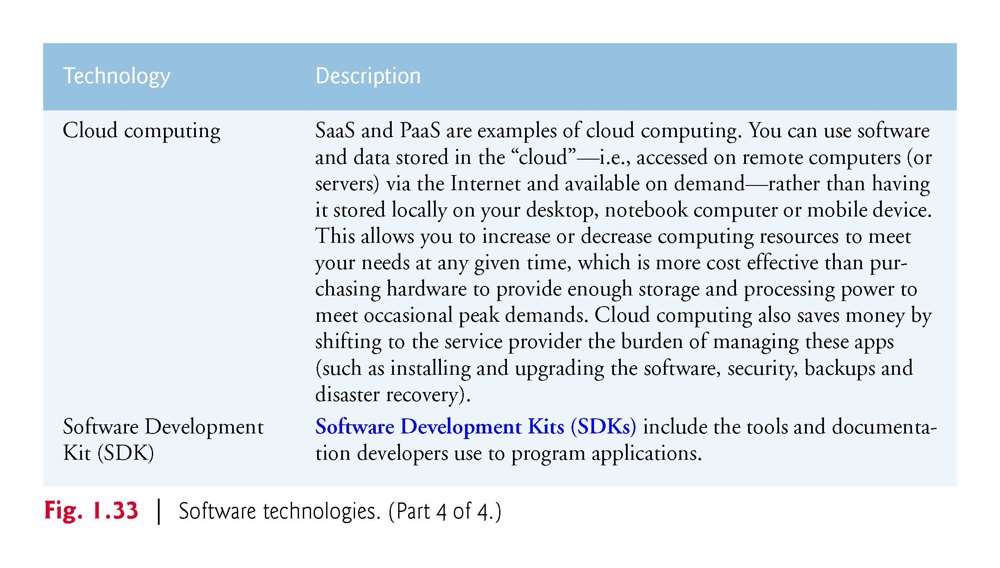 Technology Description
Cloud computing SaaS and PaaS are examples of cloud computing. You can use software
and data stored in the “cloud”—i.e., accessed on remote computers (or
servers) via the Internet and available on demand—rather than having
it stored locally on your desktop, notebook computer or mobile device.
This allows you to increase or decrease computing resources to meet
your needs at any given time, which is more cost effective than pur-
chasing hardware to provide enough storage and processing power to
meet occasional peak demands. Cloud computing also saves money by
shifting to the service provider the burden of managing these apps
(such as installing and upgrading the software, security, backups and
disaster recovery).
Software Development Software Development Kits (SDKs) include the tools and documenta-
Kit (SDK) tion developers use to program applications.
Fig. 1.33 | Software technologies. (Part 4 of 4.)